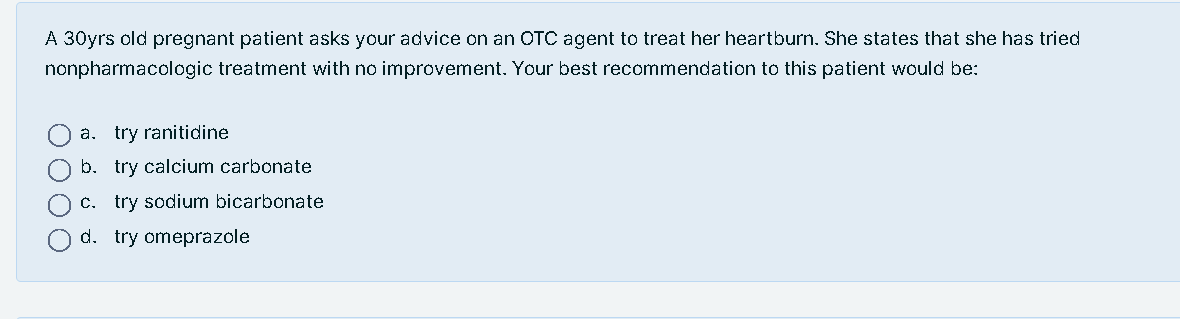 A 30yrs old pregnant patient asks your advice on an OTC agent to treat her heartburn. She states that she has tried
nonpharmacologic treatment with no improvement. Your best recommendation to this patient would be:
a. try ranitidine
b. try calcium carbonate
c. try sodium bicarbonate
d. try omeprazole